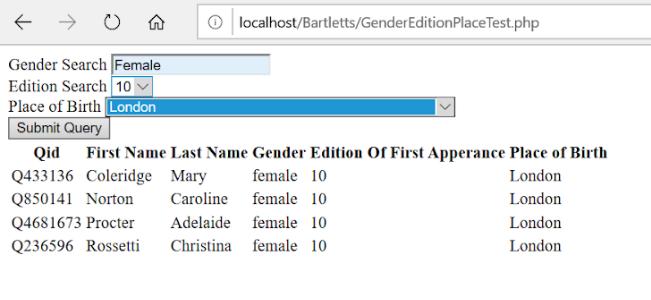 localhost/Bartletts/GenderEditionPlaceTest.php
Gender Search Female
Edition Search 10
Place of Birth London
Submit Query
Qid First Name Last Name Gender Edition Of First Apperance Place of Birth
Q433136 Coleridge Mary female 10 London
Q850141 Norton Caroline female 10 London
Q4681673 Procter Adelaide female 10 London
Q236596 Rossetti Christina female 10 London